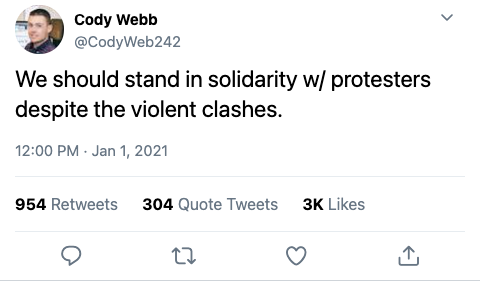 Cody Webb
@CodyWeb242
We should stand in solidarity w/ protesters
despite the violent clashes.
12:00 PM · Jan 1, 2021
954 Retweets 304 Quote Tweets 3K Likes